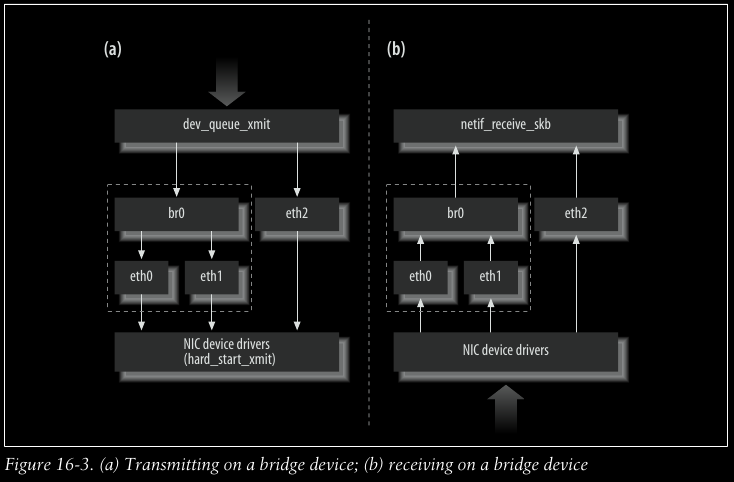 (a)
dev_queue_xmit
br0
eth2
eth0
eth1
NIC device drivers
(hard_start_xmit)
(b)
netif_receive_skb
br0
eth2
eth0
eth1
NIC device drivers
Figure 16-3. (a) Transmitting on a bridge device; (b) receiving on a bridge device